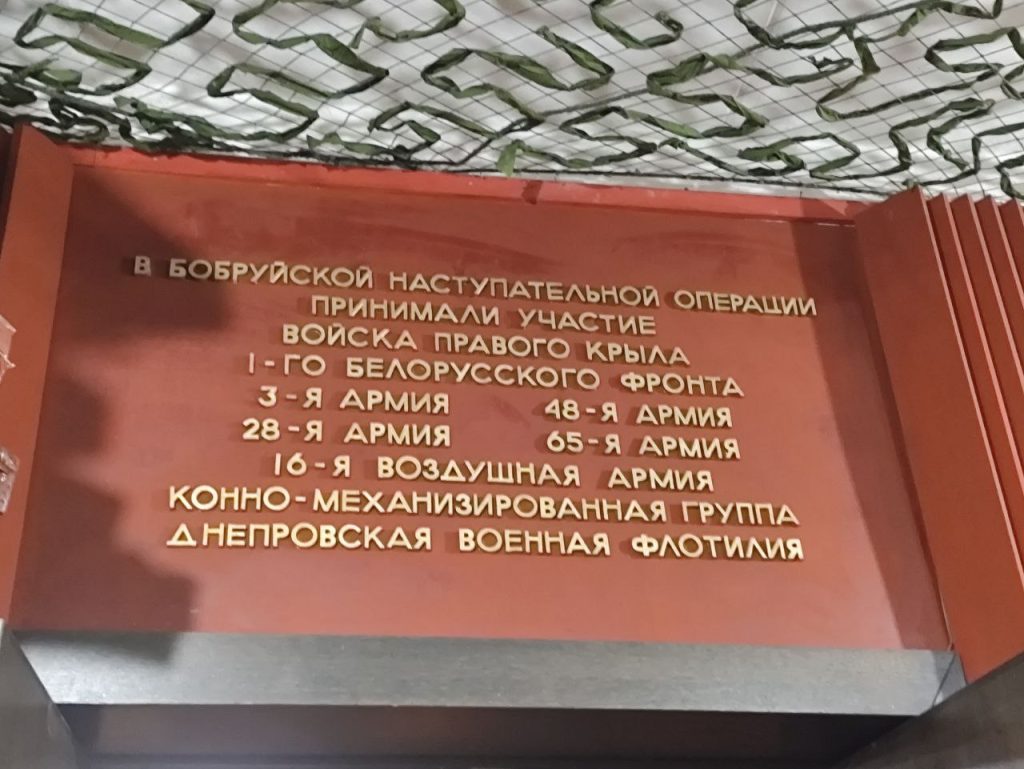 В БОБРУЙСКОЙ НАСТУПАТЕЛЬНОЙ ОПЕРАЦИИ
ПРИНИМАЛИ УЧАСТИЕ
ВОЙСКА ПРАВОГО КРЫЛА
1-ГО БЕЛОРУССКОГО ФРОНТА
3-Я АРМИЯ 48-Я АРМИЯ
28-Я АРМИЯ 65-Я АРМИЯ
16-Я ВОЗДУШНАЯ АРМИЯ
КОННО-МЕХАНИЗИРОВАННАЯ ГРУППА
ДНЕПРОВСКАЯ ВОЕННАЯ ФЛОТИЛИЯ